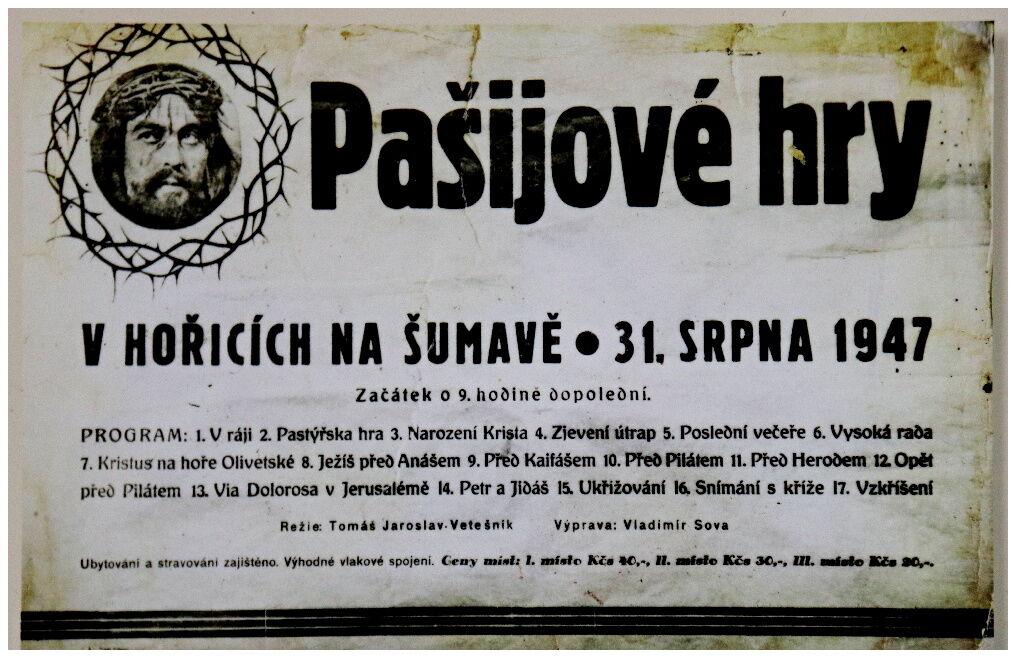 Pašijové hry
V HOŘICÍCH NA ŠUMAVĚ • 31. SRPNA 1947
Začátek o 9. hodině dopolední.
PROGRAM: 1. V ráji 2. Pastýřska hra 3. Narození Krista 4. Zjevení útrap 5. Poslední večeře 6. Vysoká rada
7. Kristus na hoře Olivetské 8. Ježíš před Anášem 9. Před Kaifášem 10. Před Pilátem 11. Před Herodem 12. Opět
před Pilátem 13. Via Dolorosa v Jerusalémě 14. Petr a Jidáš 15. Ukřižování 16. Snímání s kříže 17. Vzkříšení
Režie: Tomáš Jaroslav-Vetešník Výprava: Vladimír Sova
Ubytování a stravování zajištěno. Výhodné vlakové spojení. Ceny míst: I. místo Kčs 40,-, II. místo Kčs 30,-, III. místo Kčs 20,-.